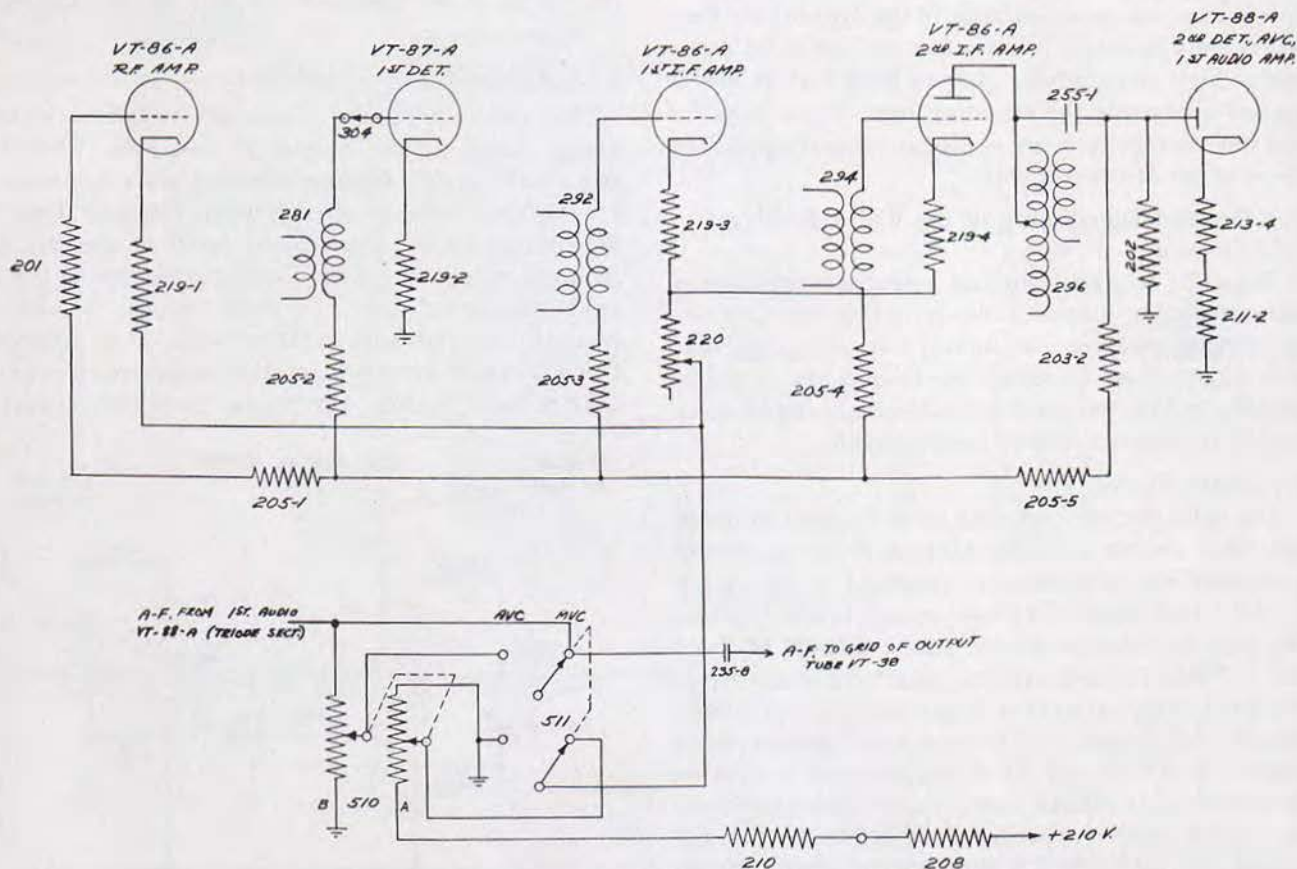 VT-86-A
R.F. AMP.
VT-87-A
1ST DET.
VT-86-A
1ST I.F. AMP.
VT-86-A
2ND I.F. AMP.
VT-88-A
2ND DET., AVC,
1ST AUDIO AMP.
304
255-1
281
292
294
219-3
219-4
213-4
201
219-1
219-2
202
296
211-2
220
203-2
205-2
205-3
205-4
205-1
205-5
A-F. FROM 1ST. AUDIO
VT-88-A (TRIODE SECT.)
AVC
AVC
235-8
A-F. TO GRID OF OUTPUT
TUBE VT-38
511
B
510
A
210
208
+210 V.